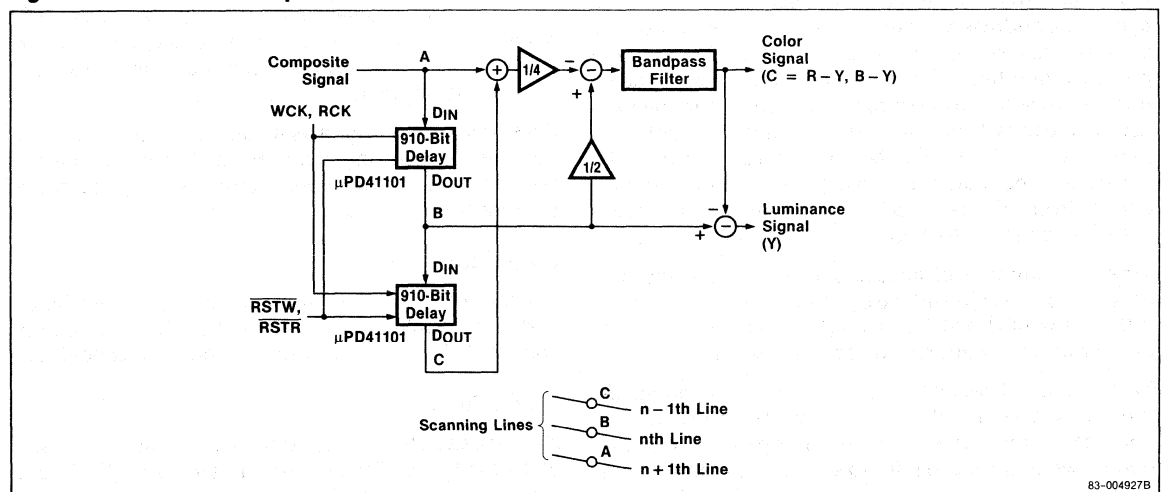 A
Composite
Signal
+
1/4
−
−
+
Bandpass
Filter
Color
Signal
(C = R − Y, B − Y)
WCK, RCK
DIN
910-Bit
Delay
μPD41101
DOUT
1/2
B
−
−
+
Luminance
Signal
(Y)
DIN
910-Bit
Delay
RSTW,
RSTR
μPD41101
DOUT
C
Scanning Lines
C
n − 1th Line
B
nth Line
A
n + 1th Line
83-004927B